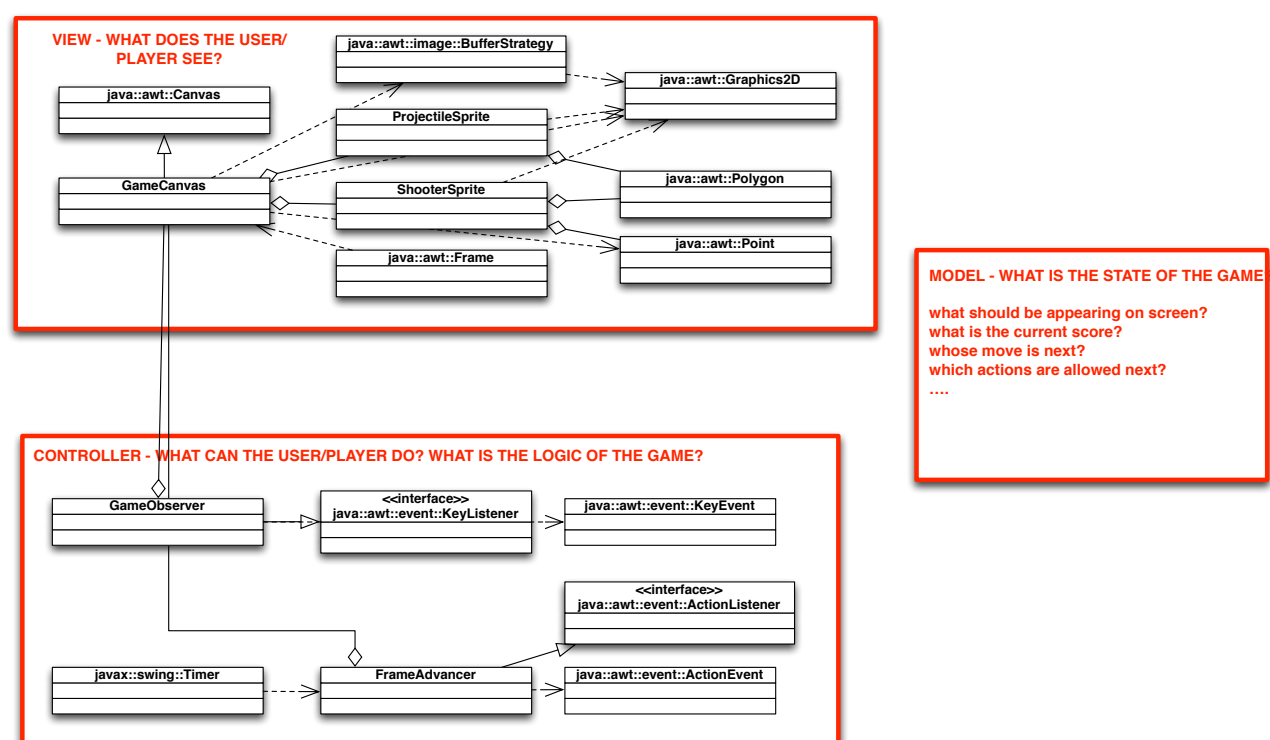 VIEW - WHAT DOES THE USER/
PLAYER SEE?
java::awt::image::BufferStrategy
java::awt::Graphics2D
java::awt::Canvas
ProjectileSprite
GameCanvas
ShooterSprite
java::awt::Polygon
java::awt::Point
java::awt::Frame
MODEL - WHAT IS THE STATE OF THE GAME
what should be appearing on screen?
what is the current score?
whose move is next?
which actions are allowed next?
....
CONTROLLER - WHAT CAN THE USER/PLAYER DO? WHAT IS THE LOGIC OF THE GAME?
GameObserver
<<interface>>
java::awt::event::KeyListener
java::awt::event::KeyEvent
<<interface>>
java::awt::event::ActionListener
javax::swing::Timer
FrameAdvancer
java::awt::event::ActionEvent